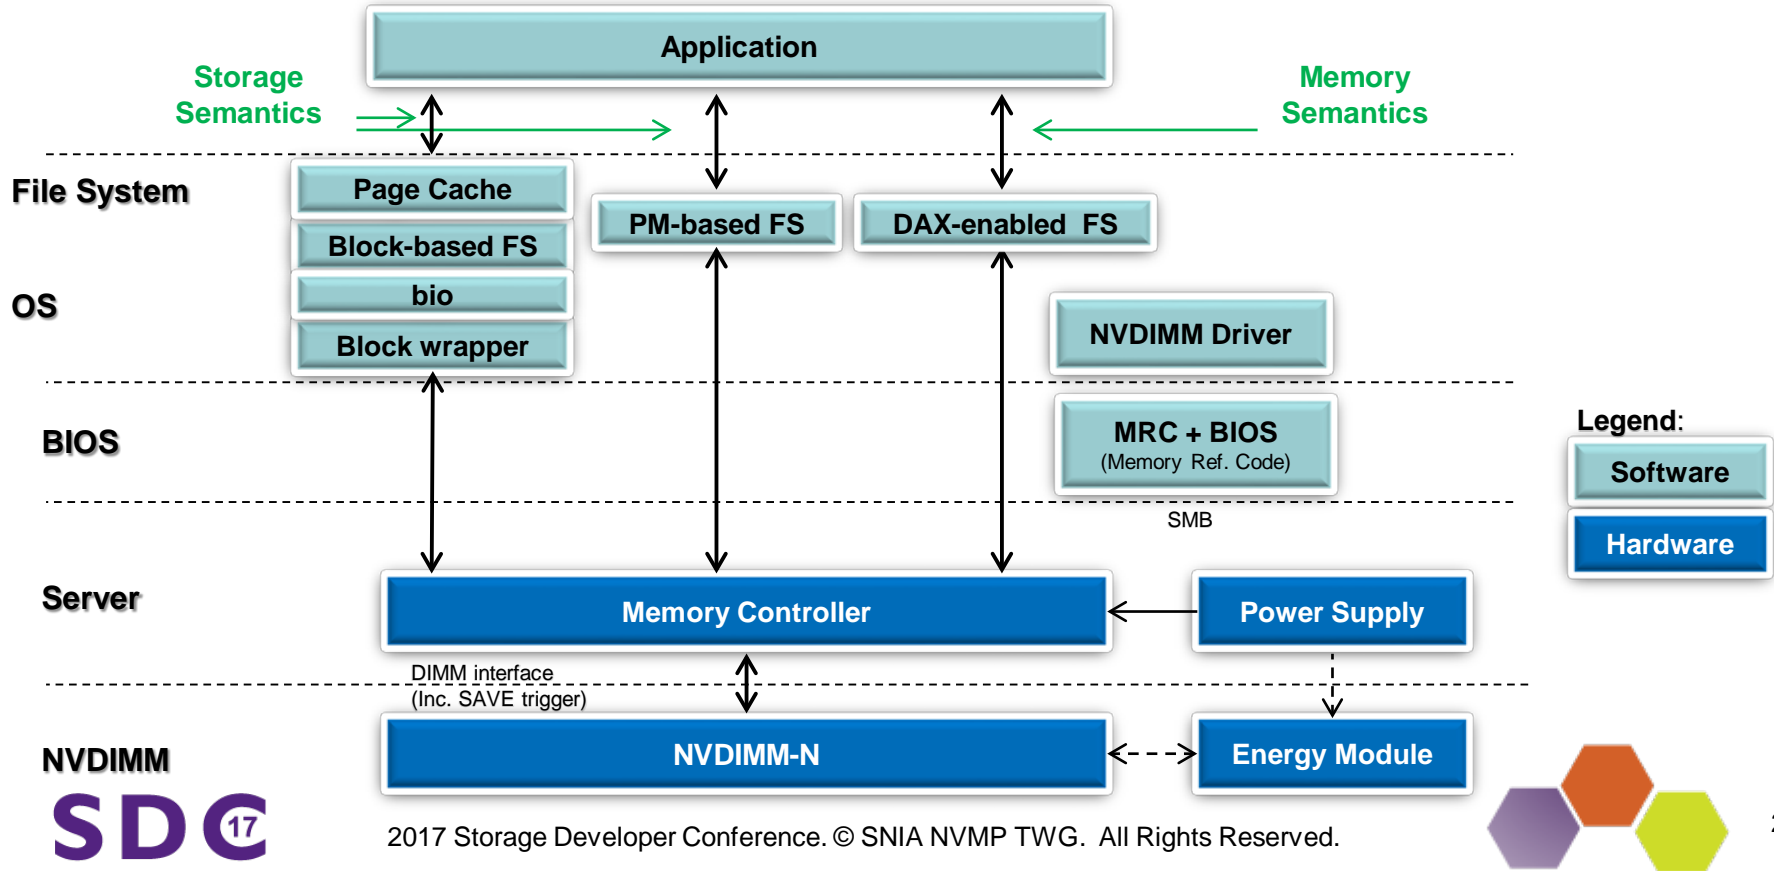 Application
Storage
Semantics
Memory
Semantics
File System
Page Cache
PM-based FS
DAX-enabled FS
Block-based FS
OS
bio
NVDIMM Driver
Block wrapper
BIOS
MRC + BIOS
(Memory Ref. Code)
Legend:
Software
SMB
Hardware
Server
Memory Controller
Power Supply
DIMM interface
(Inc. SAVE trigger)
NVDIMM
NVDIMM-N
Energy Module
SDC 17
2017 Storage Developer Conference. © SNIA NVMP TWG. All Rights Reserved.